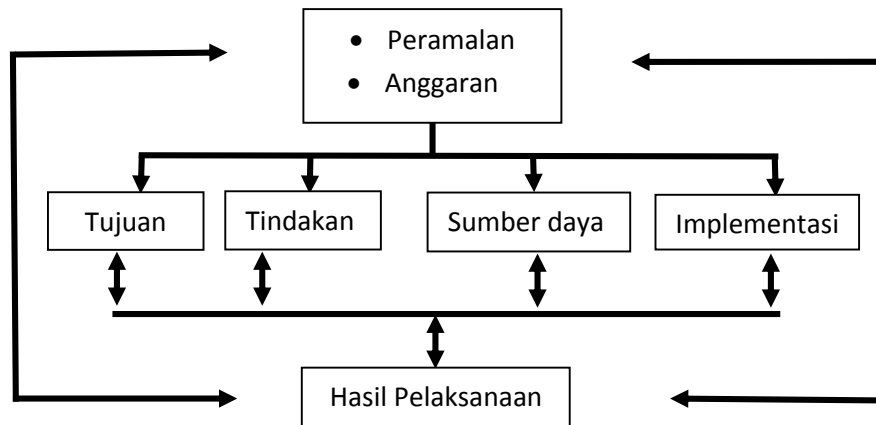 • Peramalan
• Anggaran
Tujuan
Tindakan
Sumber daya
Implementasi
Hasil Pelaksanaan